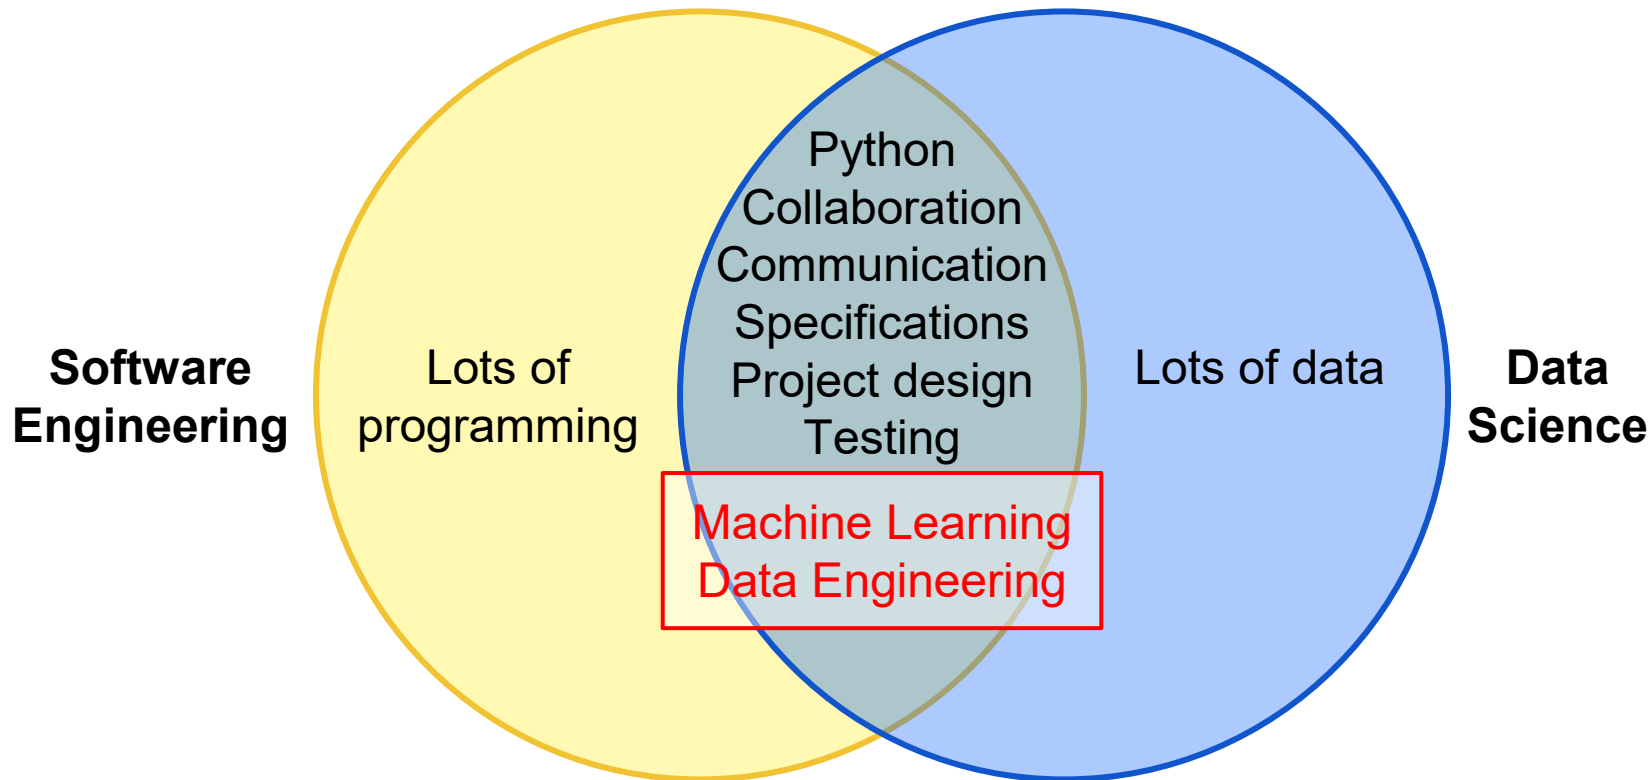 Software
Engineering
Lots of
programming
Python
Collaboration
Communication
Specifications
Project design
Testing
Machine Learning
Data Engineering
Lots of data
Data
Science